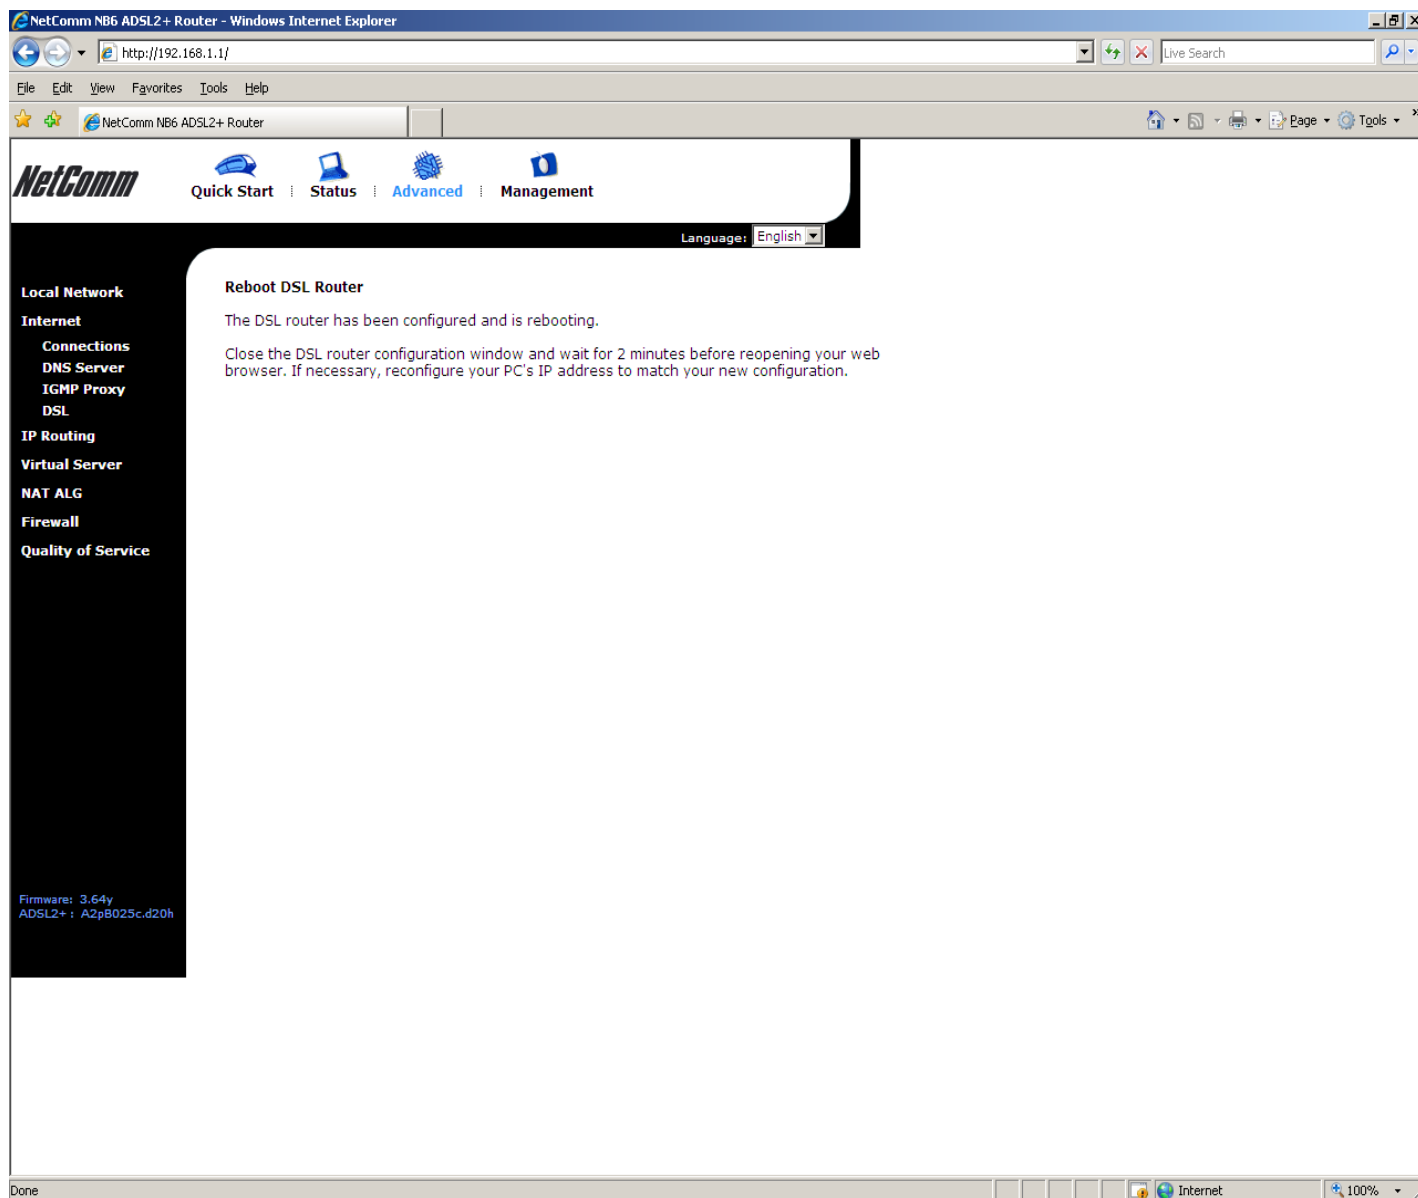 NetComm NB6 ADSL2+ Router - Windows Internet Explorer
http://192.168.1.1/
Live Search
File Edit View Favorites Tools Help
NetComm NB6 ADSL2+ Router
Page Tools
NetComm
Quick Start Status Advanced Management
Language: English
Local Network
Internet
Connections
DNS Server
IGMP Proxy
DSL
IP Routing
Virtual Server
NAT ALG
Firewall
Quality of Service
Reboot DSL Router
The DSL router has been configured and is rebooting.
Close the DSL router configuration window and wait for 2 minutes before reopening your web
browser. If necessary, reconfigure your PC's IP address to match your new configuration.
Firmware: 3.64y
ADSL2+ : A2pB025c.d20h
Done
Internet
100%